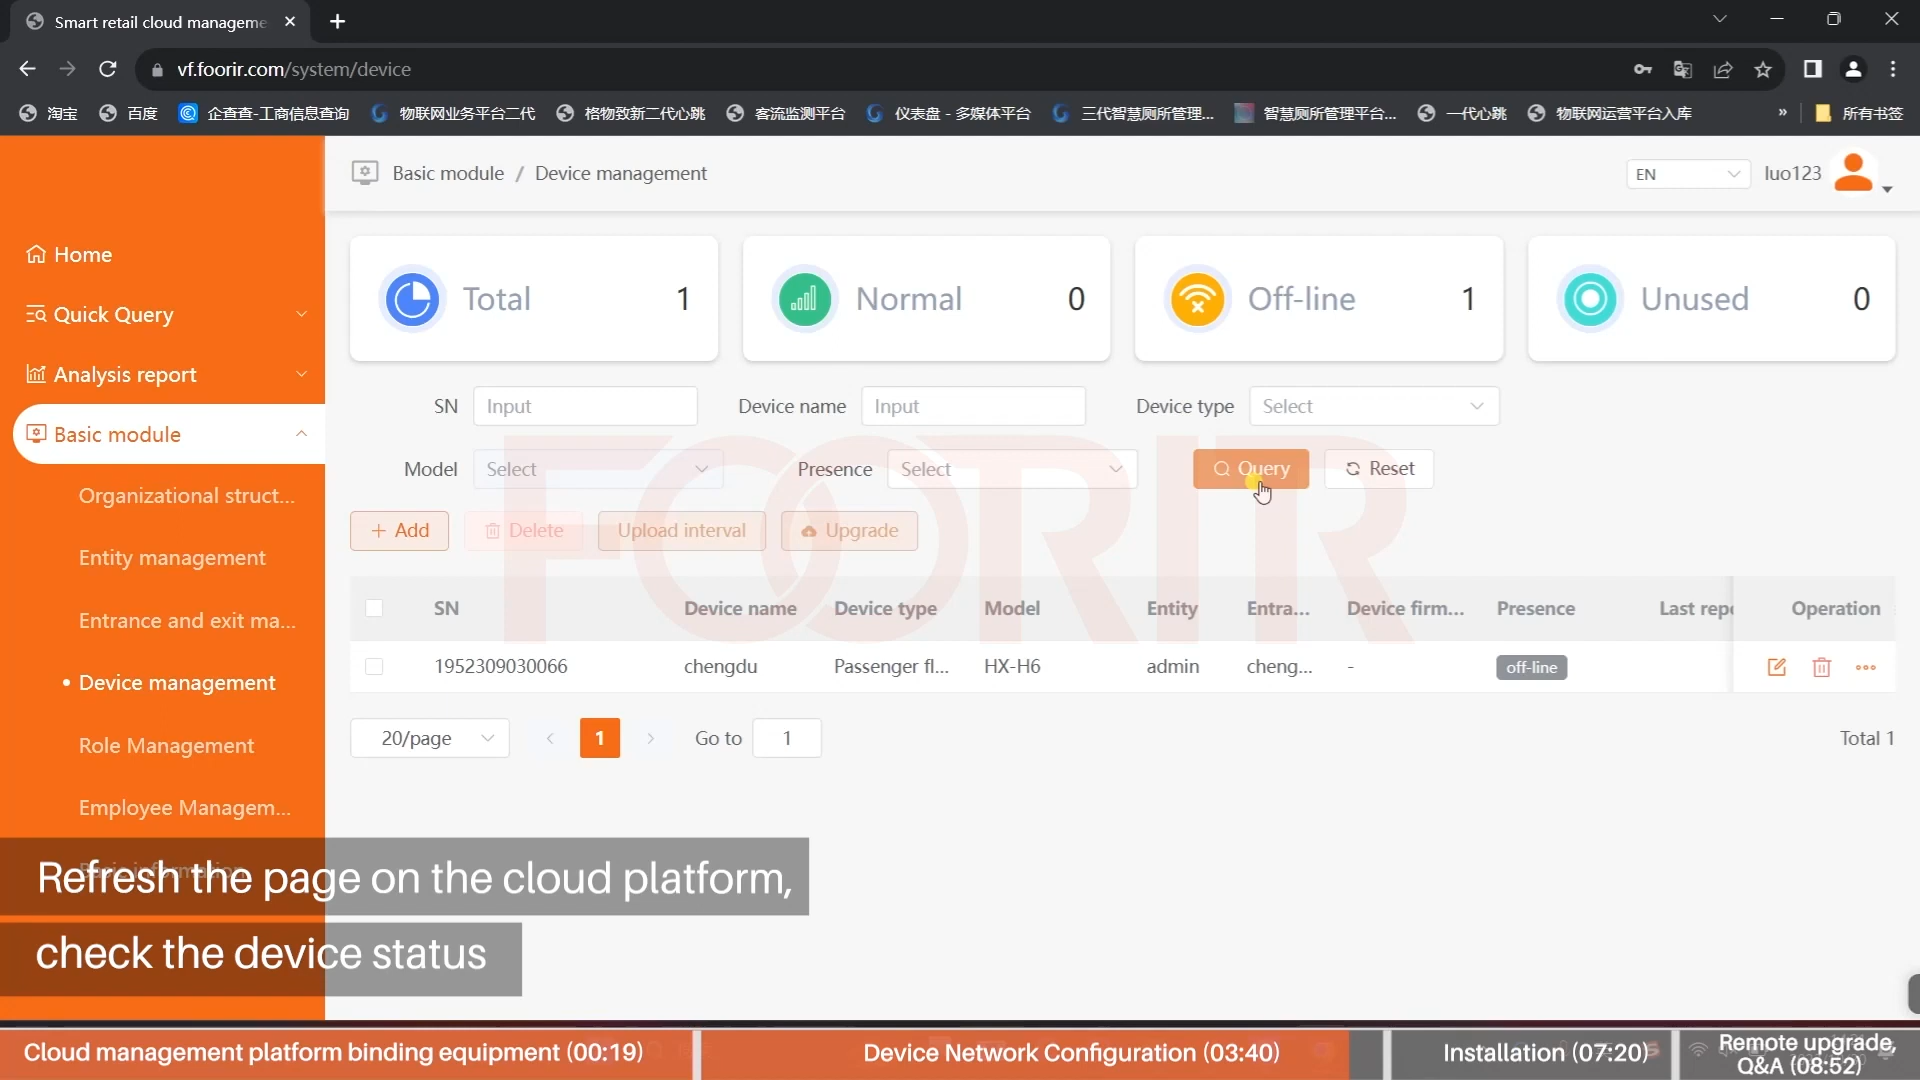 Smart retail cloud manageme
vf.foorir.com/system/device
淘宝 百度 企查查-工商信息查询 物联网业务平台二代 格物致新二代心跳 客流监测平台 仪表盘 - 多媒体平台 三代智慧厕所管理... 智慧厕所管理平台... 一代心跳 物联网运营平台入库 » 所有书签
Basic module / Device management
EN luo123
Home
Quick Query
Analysis report
Basic module
Organizational struct...
Entity management
Entrance and exit ma...
• Device management
Role Management
Employee Managem...
Basic information
Total 1 Normal 0 Off-line 1 Unused 0
SN Input Device name Input Device type Select
Model Select Presence Select Query Reset
FOORIR
+ Add Delete Upload interval Upgrade
SN Device name Device type Model Entity Entra... Device firm... Presence Last repo Operation
1952309030066 chengdu Passenger fl... HX-H6 admin cheng... - off-line
20/page 1 Go to 1 Total 1
Refresh the page on the cloud platform,
check the device status
Cloud management platform binding equipment (00:19)
Device Network Configuration (03:40)
Installation (07:20)
Remote upgrade,
Q&A (08:52)